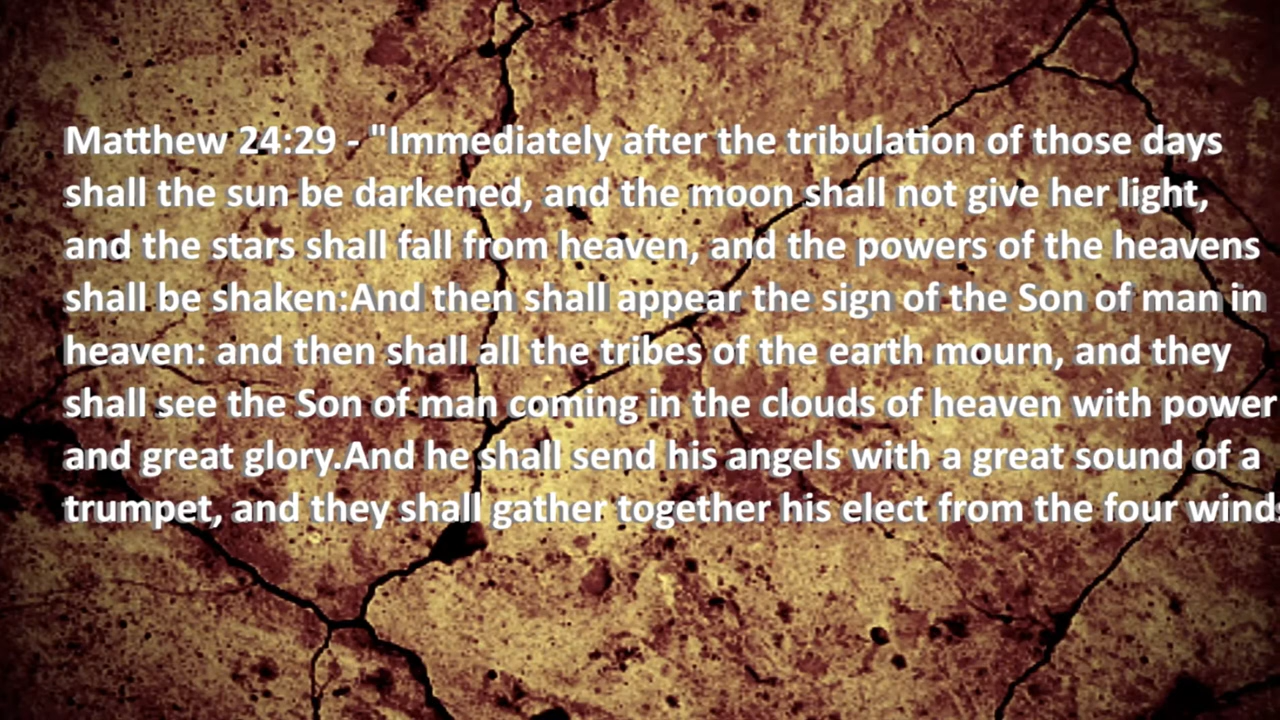 Matthew 24:29 - "Immediately after the tribulation of those days
shall the sun be darkened, and the moon shall not give her light,
and the stars shall fall from heaven, and the powers of the heavens
shall be shaken:And then shall appear the sign of the Son of man in
heaven: and then shall all the tribes of the earth mourn, and they
shall see the Son of man coming in the clouds of heaven with power
and great glory.And he shall send his angels with a great sound of a
trumpet, and they shall gather together his elect from the four winds